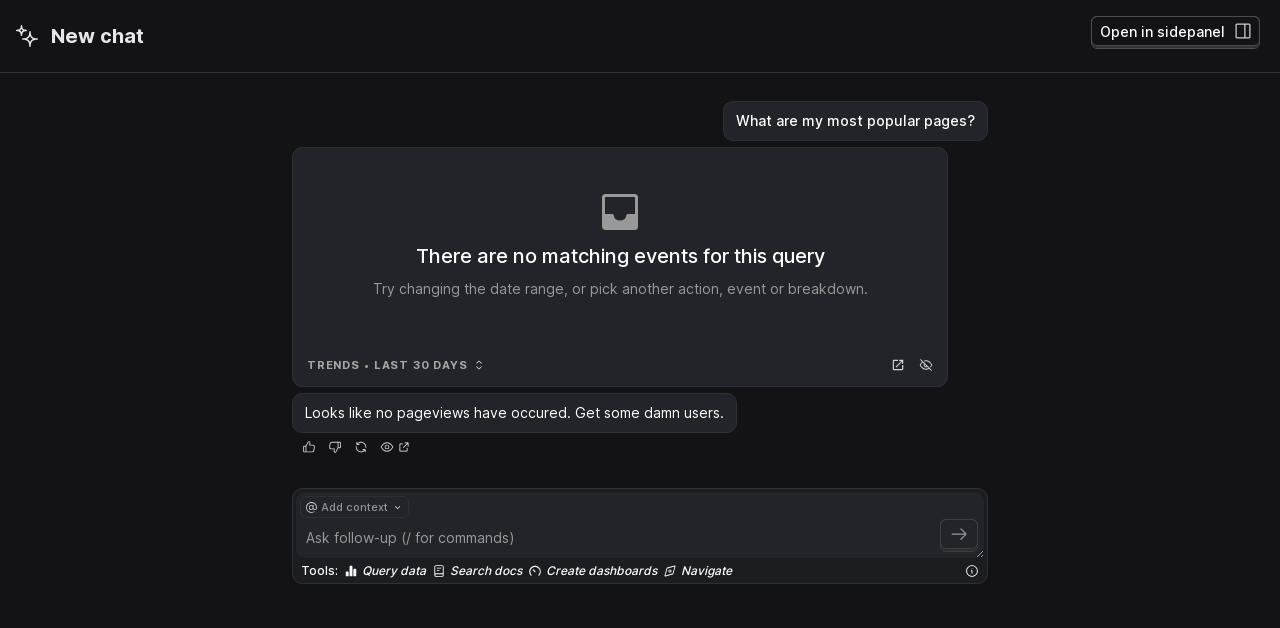 New chat
Open in sidepanel
What are my most popular pages?
There are no matching events for this query
Try changing the date range, or pick another action, event or breakdown.
TRENDS • LAST 30 DAYS
Looks like no pageviews have occured. Get some damn users.
@ Add context
Ask follow-up (/ for commands)
Tools: Query data Search docs Create dashboards Navigate